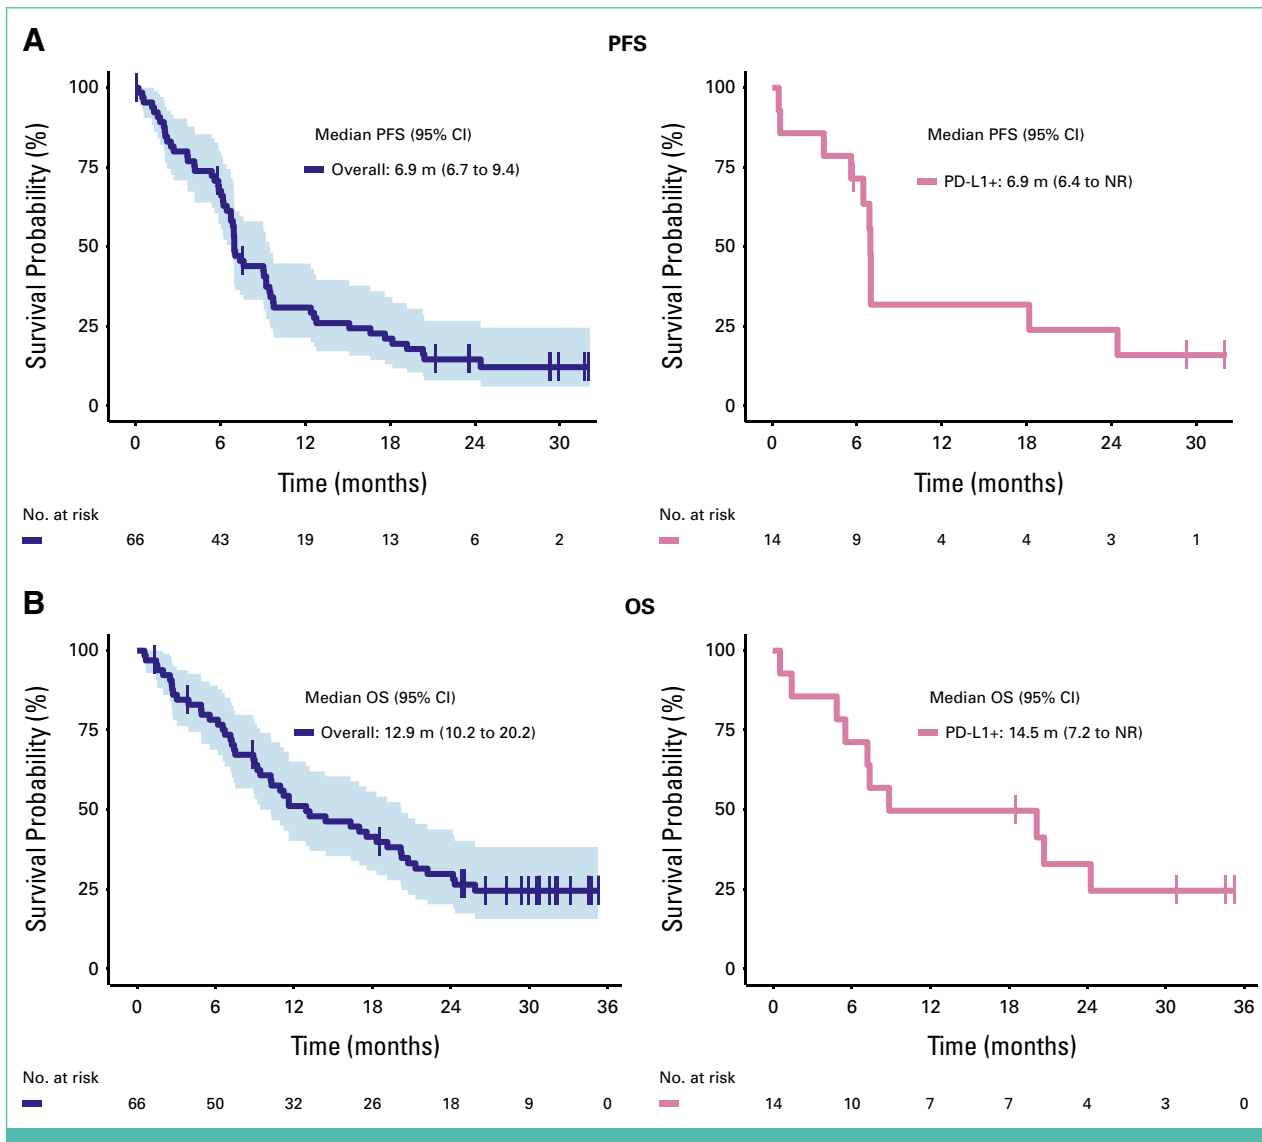 A
PFS
Survival Probability (%)
100
75
50
25
0
Median PFS (95% CI)
Overall: 6.9 m (6.7 to 9.4)
0 6 12 18 24 30
Time (months)
No. at risk
66 43 19 13 6 2
Survival Probability (%)
100
75
50
25
0
Median PFS (95% CI)
PD-L1+: 6.9 m (6.4 to NR)
0 6 12 18 24 30
Time (months)
No. at risk
14 9 4 4 3 1
B
OS
Survival Probability (%)
100
75
50
25
0
Median OS (95% CI)
Overall: 12.9 m (10.2 to 20.2)
0 6 12 18 24 30 36
Time (months)
No. at risk
66 50 32 26 18 9 0
Survival Probability (%)
100
75
50
25
0
Median OS (95% CI)
PD-L1+: 14.5 m (7.2 to NR)
0 6 12 18 24 30 36
Time (months)
No. at risk
14 10 7 7 4 3 0